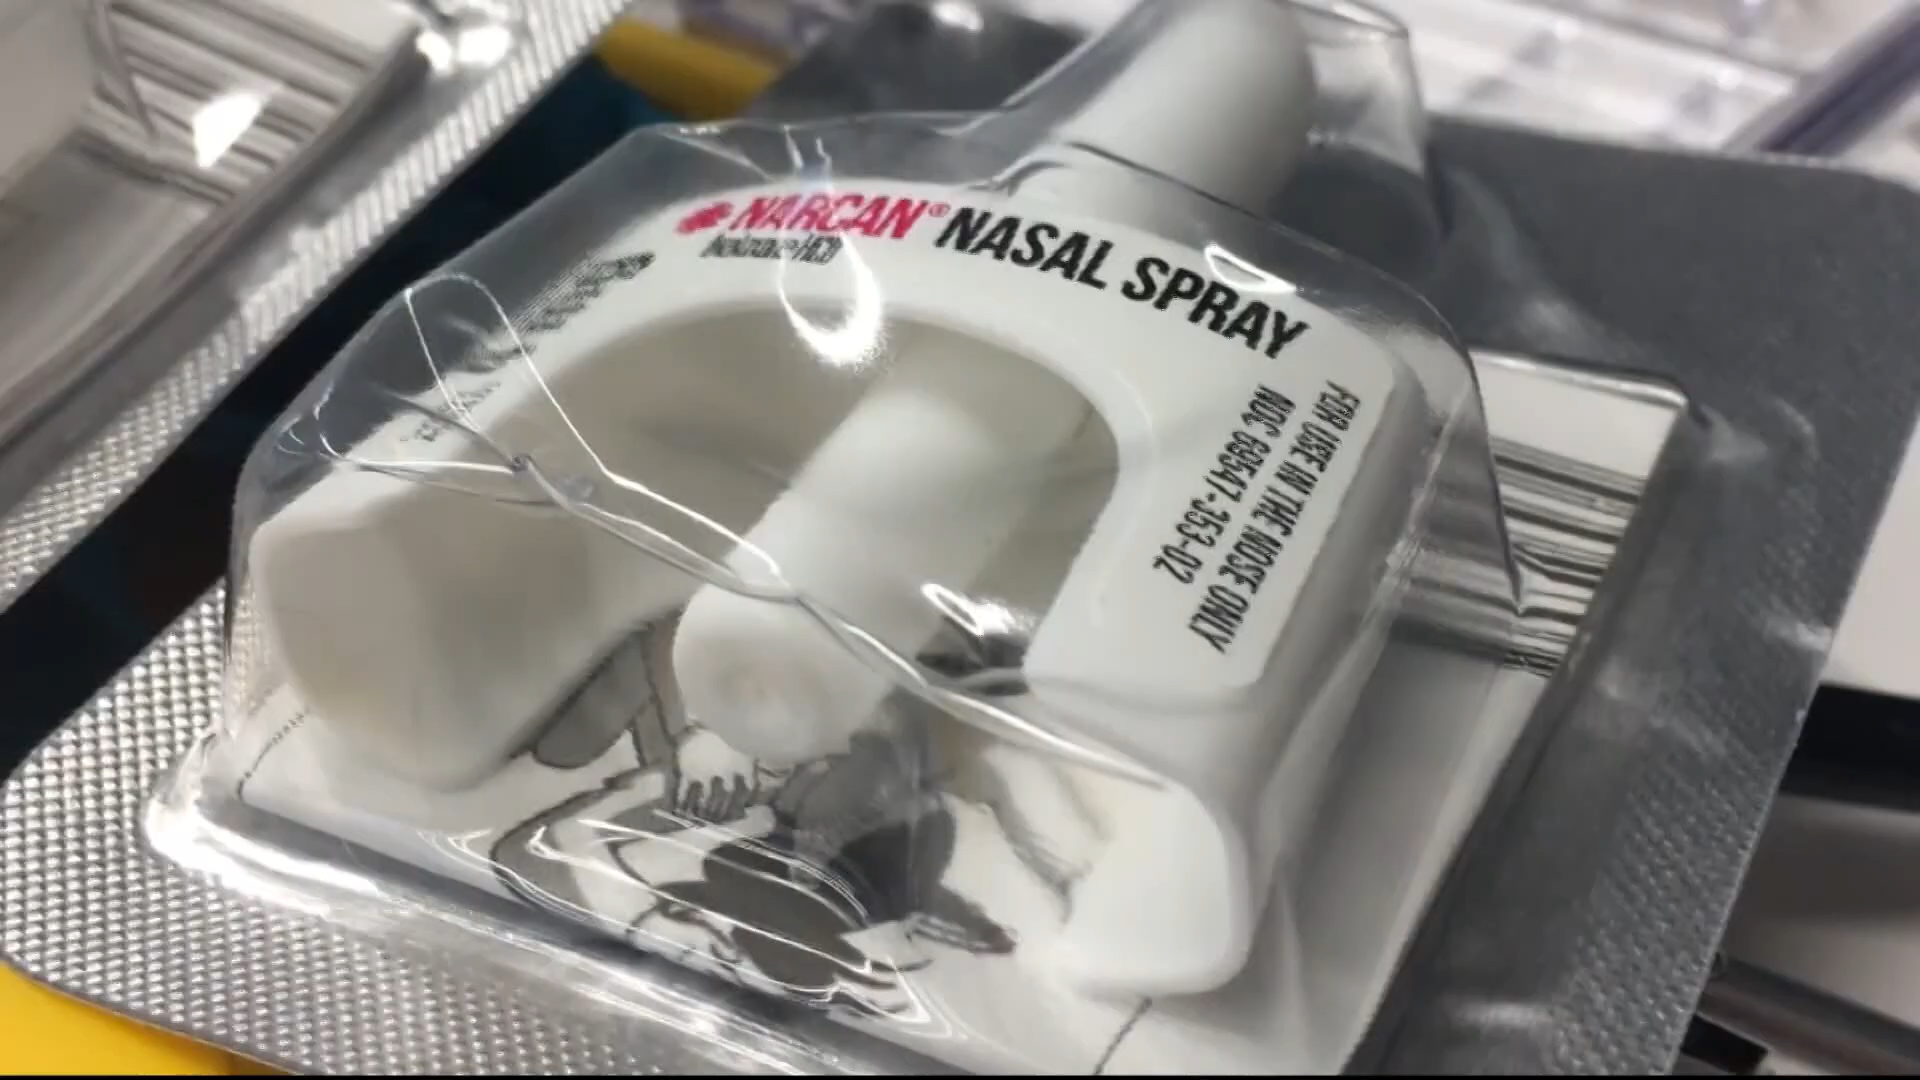 NARCAN® NASAL SPRAY
FOR USE IN THE NOSE ONLY
NDC 69547-353-02